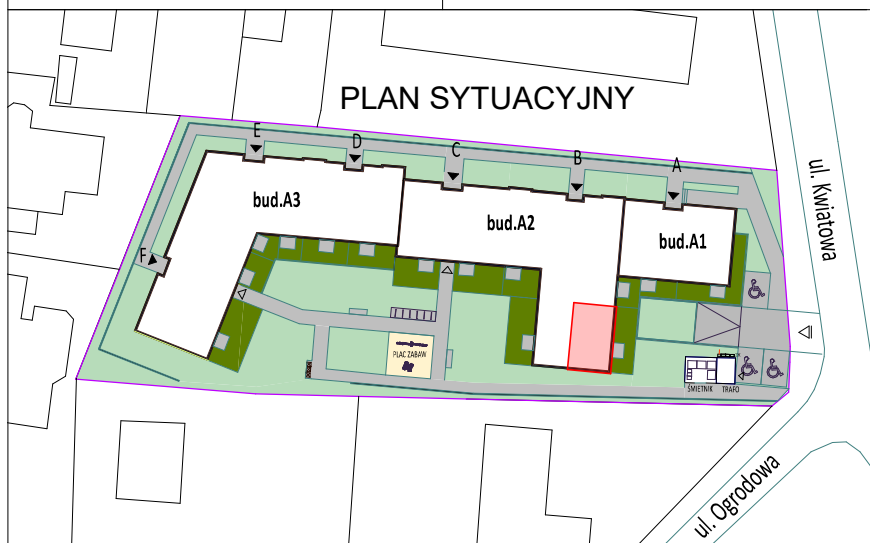 PLAN SYTUACYJNY
E
D
C
B
A
ul. Kwiatowa
bud.A3
bud.A2
bud.A1
F
PLAC ZABAW
ŚMIETNIK
TRAFO
ul. Ogrodowa